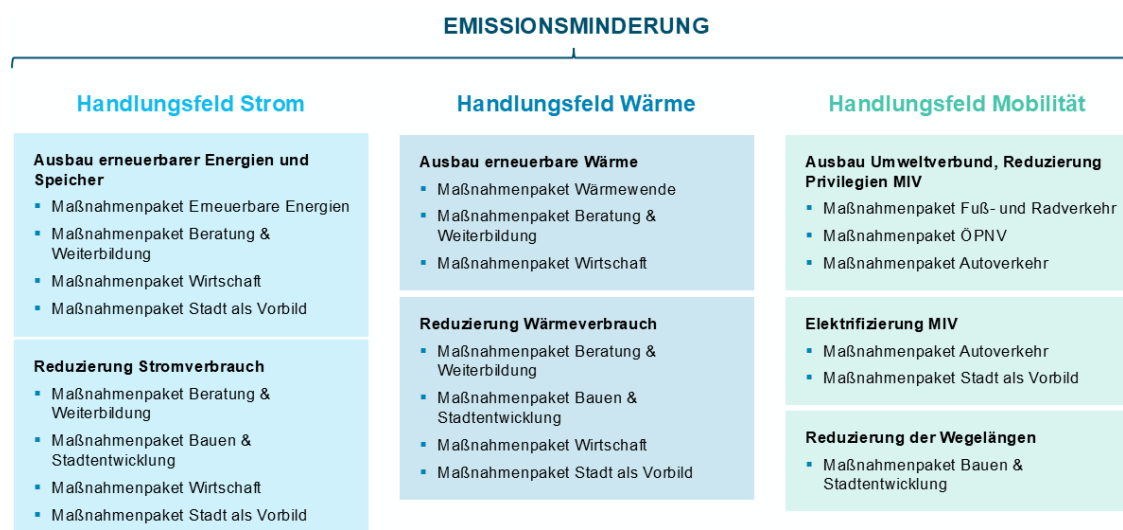 EMISSIONSMINDERUNG
Handlungsfeld Strom
Ausbau erneuerbarer Energien und
Speicher
▪ Maßnahmenpaket Erneuerbare Energien
▪ Maßnahmenpaket Beratung &
Weiterbildung
▪ Maßnahmenpaket Wirtschaft
▪ Maßnahmenpaket Stadt als Vorbild
Reduzierung Stromverbrauch
▪ Maßnahmenpaket Beratung &
Weiterbildung
▪ Maßnahmenpaket Bauen &
Stadtentwicklung
▪ Maßnahmenpaket Wirtschaft
▪ Maßnahmenpaket Stadt als Vorbild
Handlungsfeld Wärme
Ausbau erneuerbare Wärme
▪ Maßnahmenpaket Wärmewende
▪ Maßnahmenpaket Beratung &
Weiterbildung
▪ Maßnahmenpaket Wirtschaft
Reduzierung Wärmeverbrauch
▪ Maßnahmenpaket Beratung &
Weiterbildung
▪ Maßnahmenpaket Bauen &
Stadtentwicklung
▪ Maßnahmenpaket Wirtschaft
▪ Maßnahmenpaket Stadt als Vorbild
Handlungsfeld Mobilität
Ausbau Umweltverbund, Reduzierung
Privilegien MIV
▪ Maßnahmenpaket Fuß- und Radverkehr
▪ Maßnahmenpaket ÖPNV
▪ Maßnahmenpaket Autoverkehr
Elektrifizierung MIV
▪ Maßnahmenpaket Autoverkehr
▪ Maßnahmenpaket Stadt als Vorbild
Reduzierung der Wegelängen
▪ Maßnahmenpaket Bauen &
Stadtentwicklung